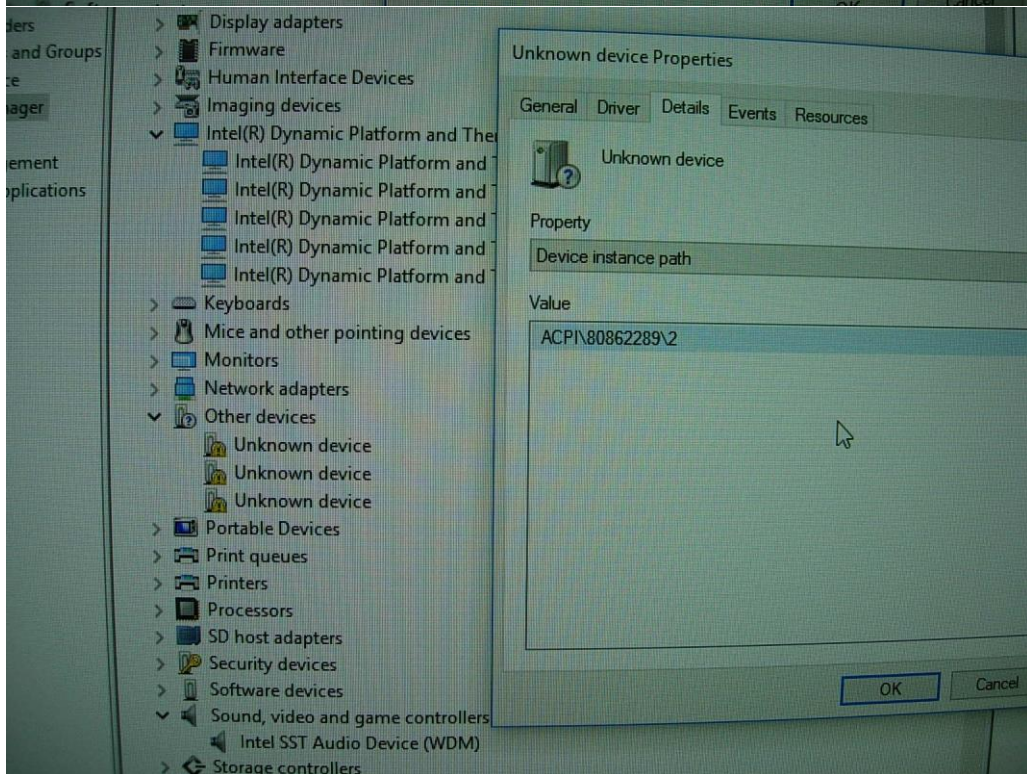 OK
Cancel
ders
and Groups
ce
ager
ement
pplications
Display adapters
Firmware
Human Interface Devices
Imaging devices
Intel(R) Dynamic Platform and Ther
Intel(R) Dynamic Platform and T
Intel(R) Dynamic Platform and T
Intel(R) Dynamic Platform and T
Intel(R) Dynamic Platform and T
Intel(R) Dynamic Platform and T
Keyboards
Mice and other pointing devices
Monitors
Network adapters
Other devices
Unknown device
Unknown device
Unknown device
Portable Devices
Print queues
Printers
Processors
SD host adapters
Security devices
Software devices
Sound, video and game controllers
Intel SST Audio Device (WDM)
Storage controllers
Unknown device Properties
General Driver Details Events Resources
Unknown device
Property
Device instance path
Value
ACPI\80862289\2
OK Cancel